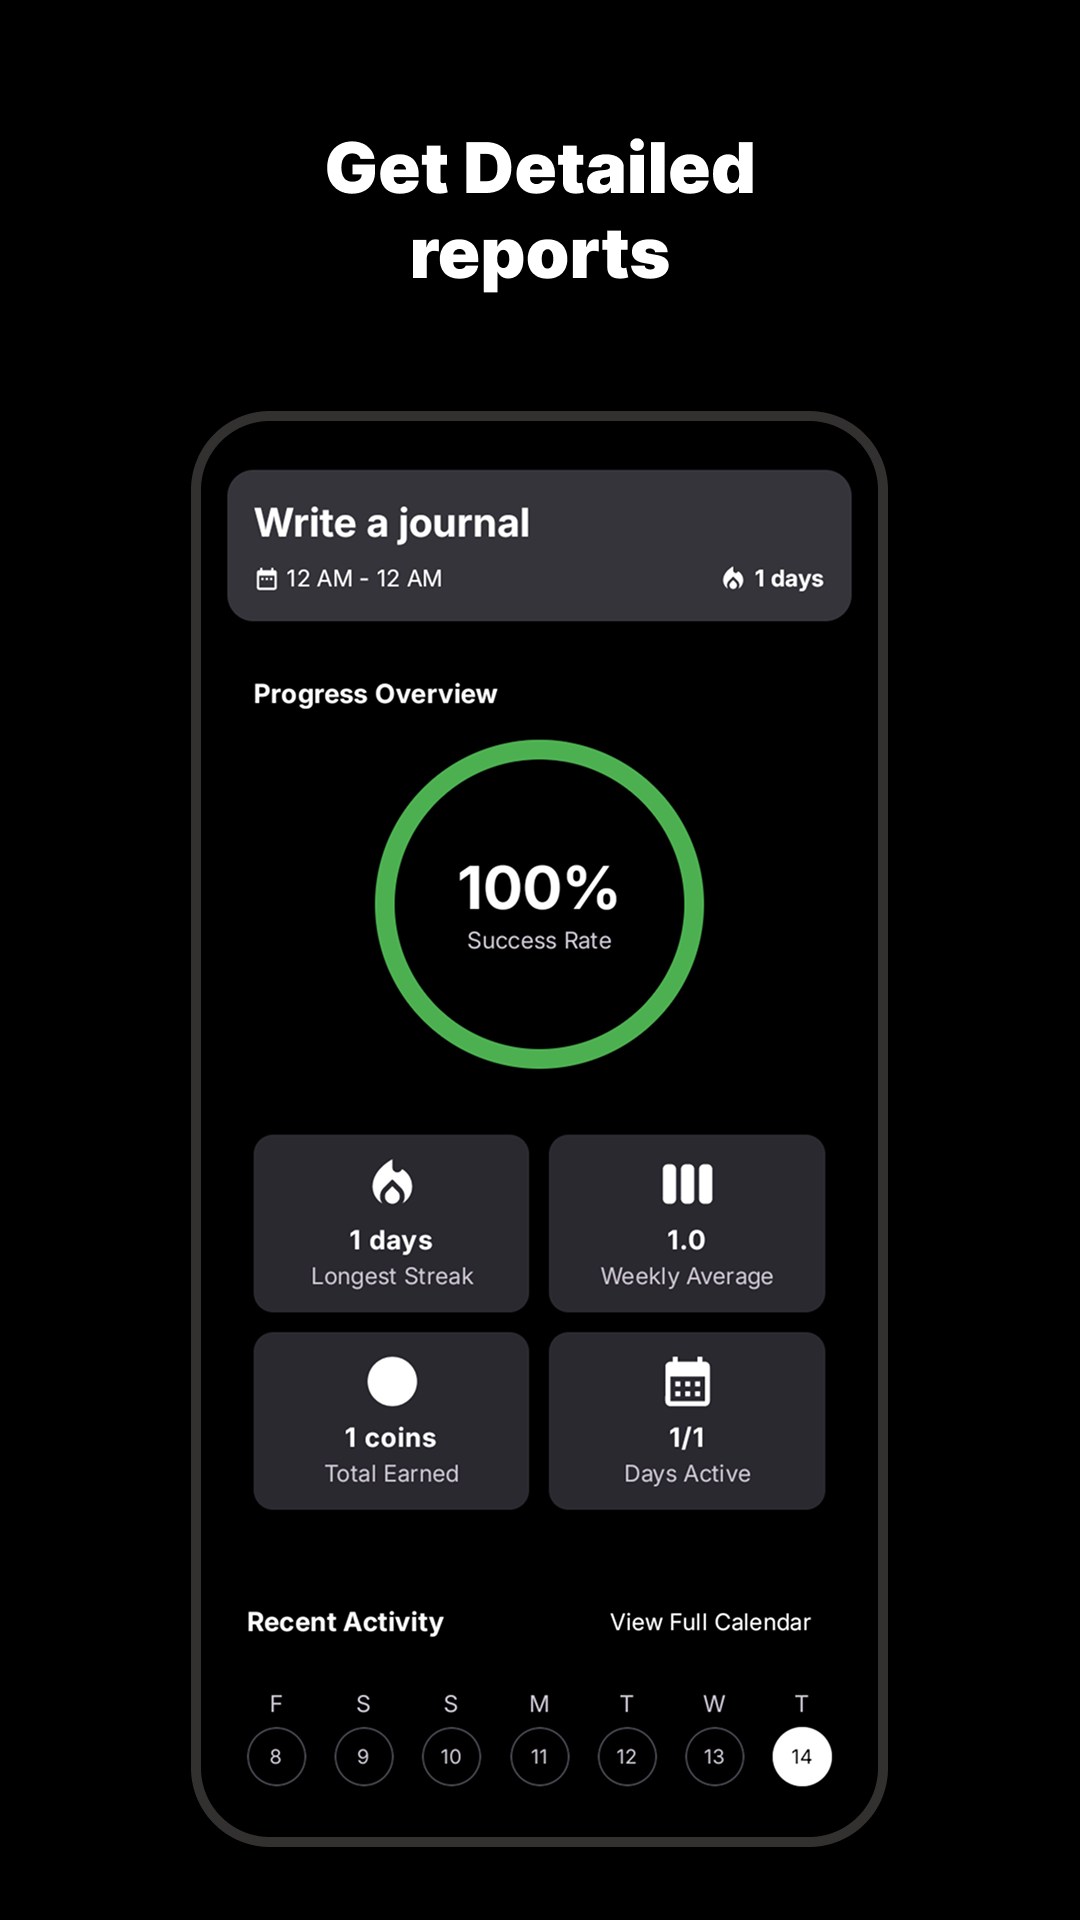 Get Detailed
reports
Write a journal
12 AM - 12 AM
1 days
Progress Overview
100%
Success Rate
1 days
Longest Streak
1.0
Weekly Average
1 coins
Total Earned
1/1
Days Active
Recent Activity
View Full Calendar
F S S M T W T
8 9 10 11 12 13 14